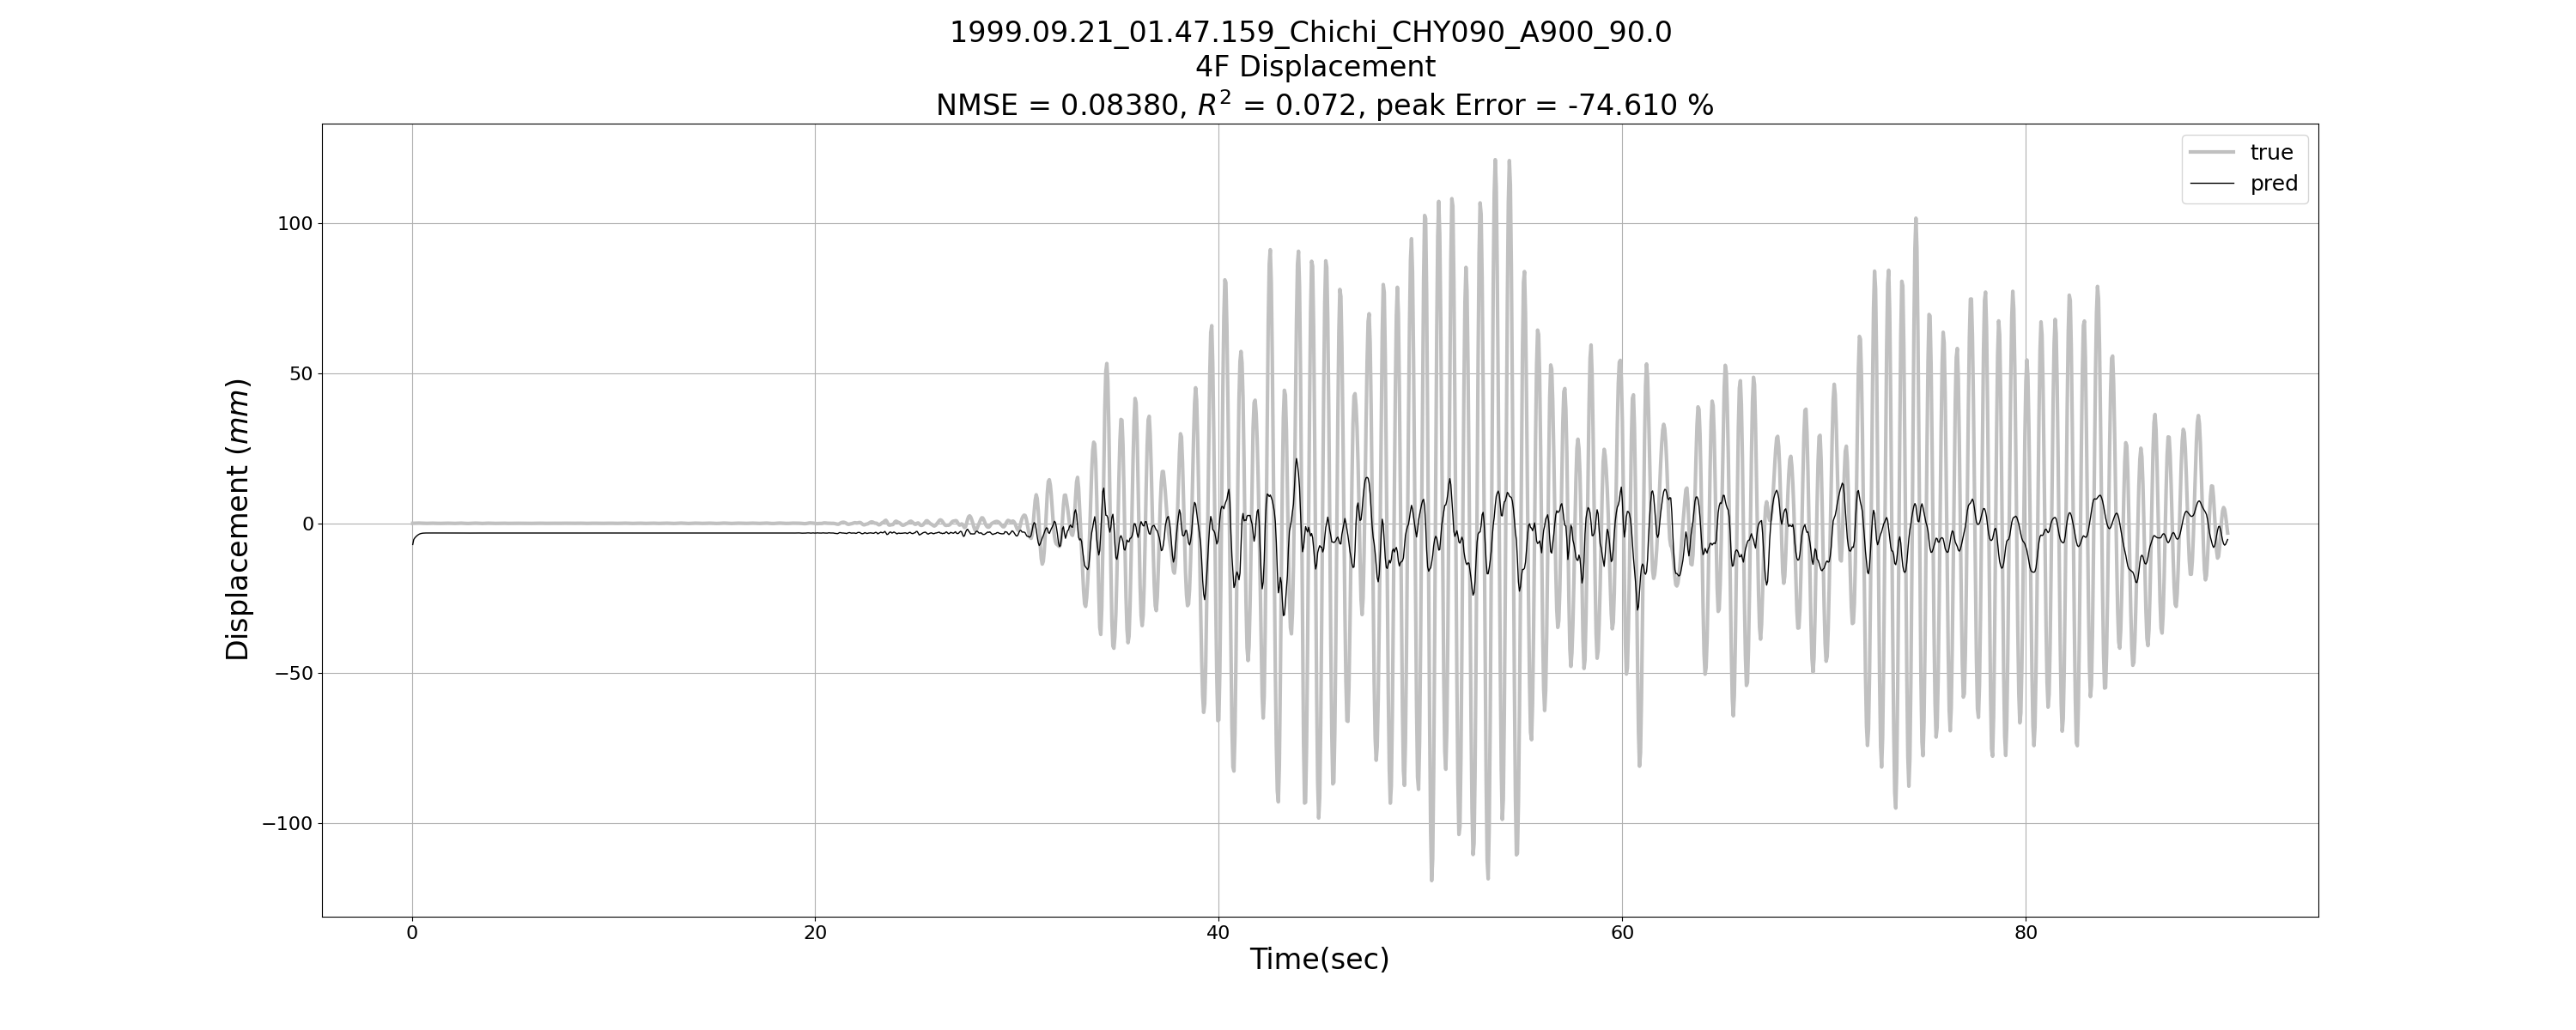 1999.09.21_01.47.159_Chichi_CHY090_A900_90.0
4F Displacement
NMSE = 0.08380, R² = 0.072, peak Error = -74.610 %
true
pred
100
50
0
−50
−100
Displacement (mm)
0 20 40 60 80
Time(sec)